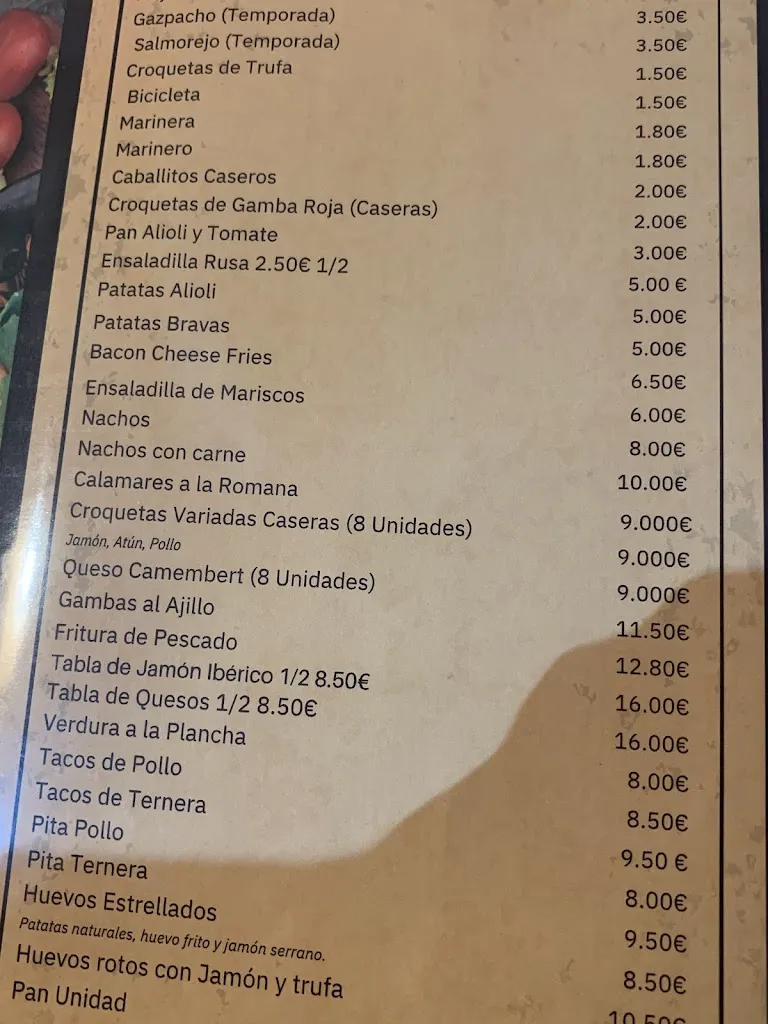 Gazpacho (Temporada) 3.50€
Salmorejo (Temporada) 3.50€
Croquetas de Trufa 1.50€
Bicicleta 1.50€
Marinera 1.80€
Marinero 1.80€
Caballitos Caseros 2.00€
Croquetas de Gamba Roja (Caseras) 2.00€
Pan Alioli y Tomate 3.00€
Ensaladilla Rusa 2.50€ 1/2 5.00 €
Patatas Alioli 5.00€
Patatas Bravas 5.00€
Bacon Cheese Fries 6.50€
Ensaladilla de Mariscos 6.00€
Nachos 8.00€
Nachos con carne 10.00€
Calamares a la Romana 9.000€
Croquetas Variadas Caseras (8 Unidades) 9.000€
Jamón, Atún, Pollo
Queso Camembert (8 Unidades) 9.000€
Gambas al Ajillo 11.50€
Fritura de Pescado 12.80€
Tabla de Jamón Ibérico 1/2 8.50€ 16.00€
Tabla de Quesos 1/2 8.50€ 16.00€
Verdura a la Plancha 8.00€
Tacos de Pollo 8.50€
Tacos de Ternera 9.50 €
Pita Pollo 8.00€
Pita Ternera 9.50€
Huevos Estrellados 8.50€
Patatas naturales, huevo frito y jamón serrano.
Huevos rotos con Jamón y trufa 10.50€
Pan Unidad